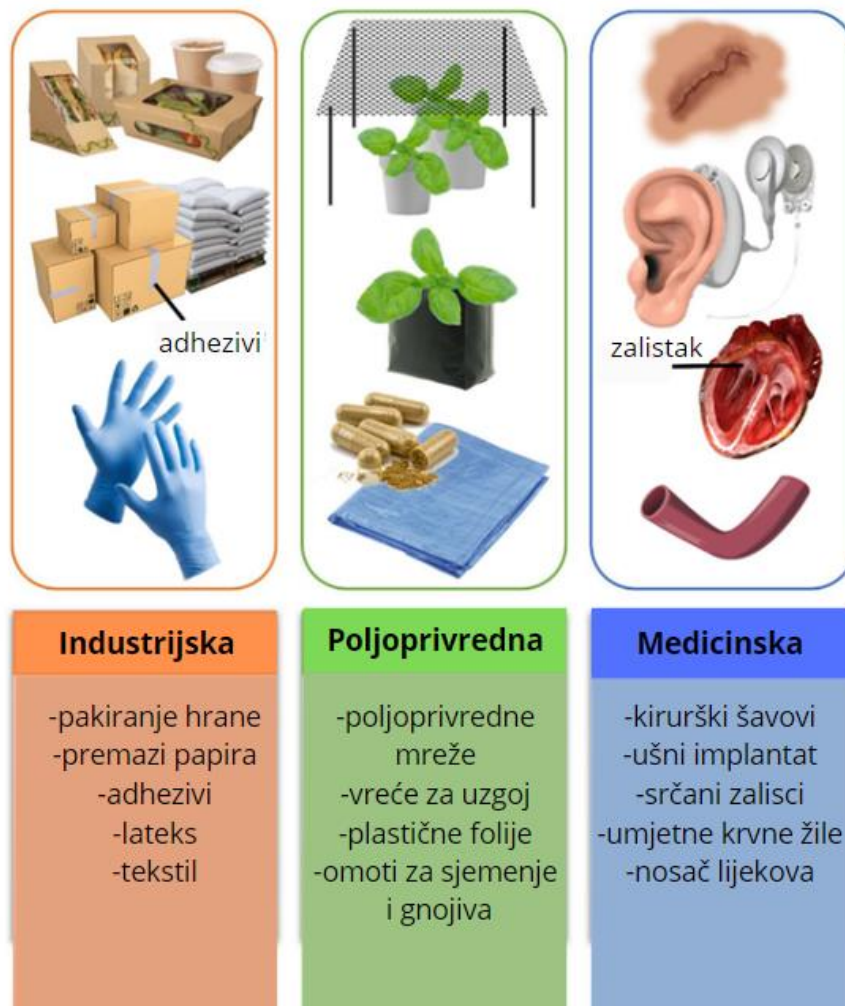 adhezivi
zalistak
Industrijska
-pakiranje hrane
-premazi papira
-adhezivi
-lateks
-tekstil
Poljoprivredna
-poljoprivredne
mreže
-vreće za uzgoj
-plastične folije
-omoti za sjemenje
i gnojiva
Medicinska
-kirurški šavovi
-ušni implantat
-srčani zalisci
-umjetne krvne žile
-nosač lijekova